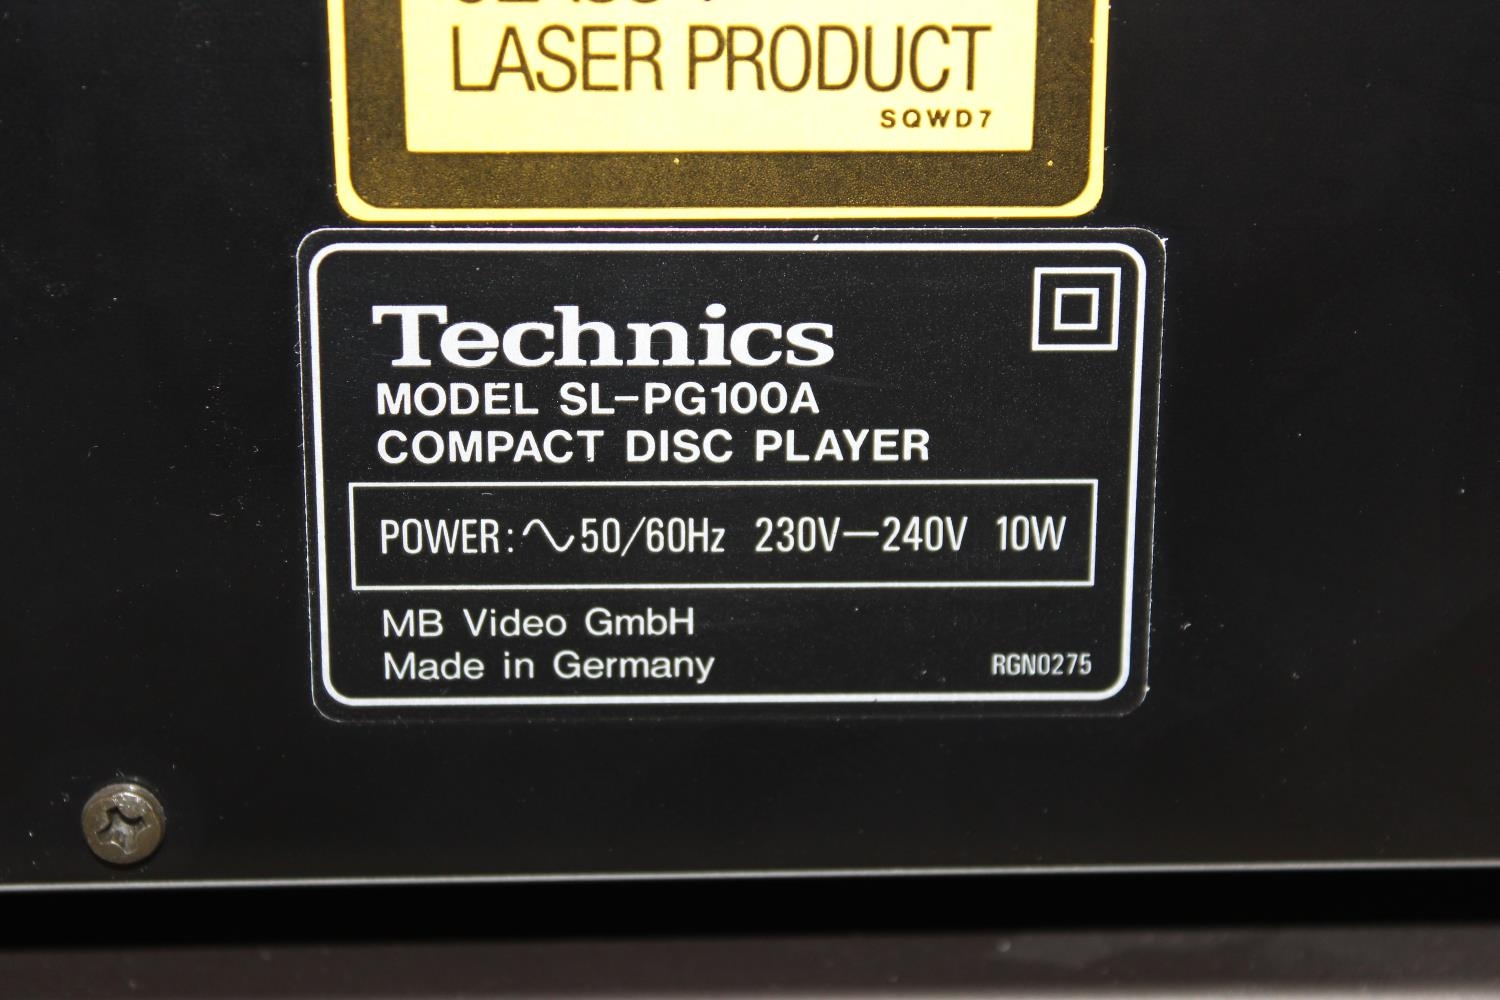 LASER PRODUCT
SQWD7
Technics
MODEL SL-PG100A
COMPACT DISC PLAYER
POWER: ∿ 50/60Hz 230V—240V 10W
MB Video GmbH
Made in Germany
RGN0275